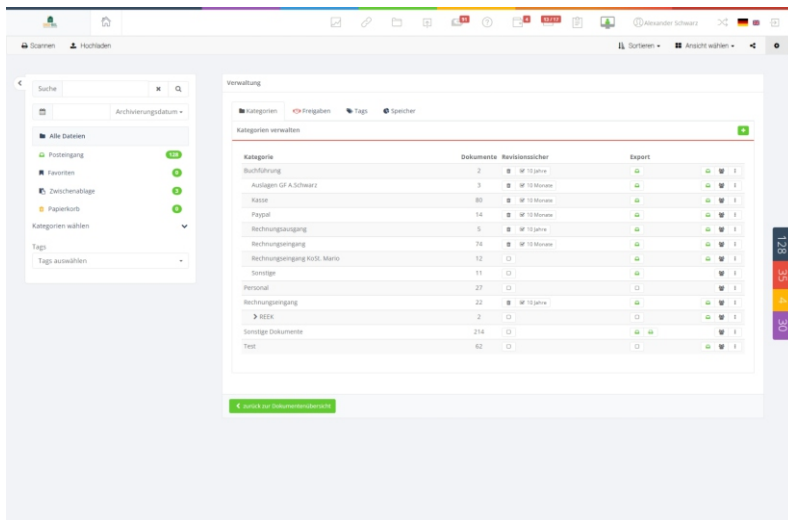 91
4
12/17
Alexander Schwarz
Scannen
Hochladen
Sortieren
Ansicht wählen
Suche
Archivierungsdatum
Alle Dateien
Posteingang 128
Favoriten 0
Zwischenablage 3
Papierkorb 0
Kategorien wählen
Tags
Tags auswählen
Verwaltung
Kategorien Freigaben Tags Speicher
Kategorien verwalten
Kategorie Dokumente Revisionssicher Export
Buchführung 2 10 Jahre
Auslagen GF A.Schwarz 3 10 Monate
Kasse 80 10 Monate
Paypal 14 10 Monate
Rechnungsausgang 5 10 Jahre
Rechnungseingang 74 10 Monate
Rechnungseingang KoSt. Mario 12
Sonstige 11
Personal 27
Rechnungseingang 22 10 Jahre
REEK 2
Sonstige Dokumente 214
Test 62
zurück zur Dokumentenübersicht
128
35
30